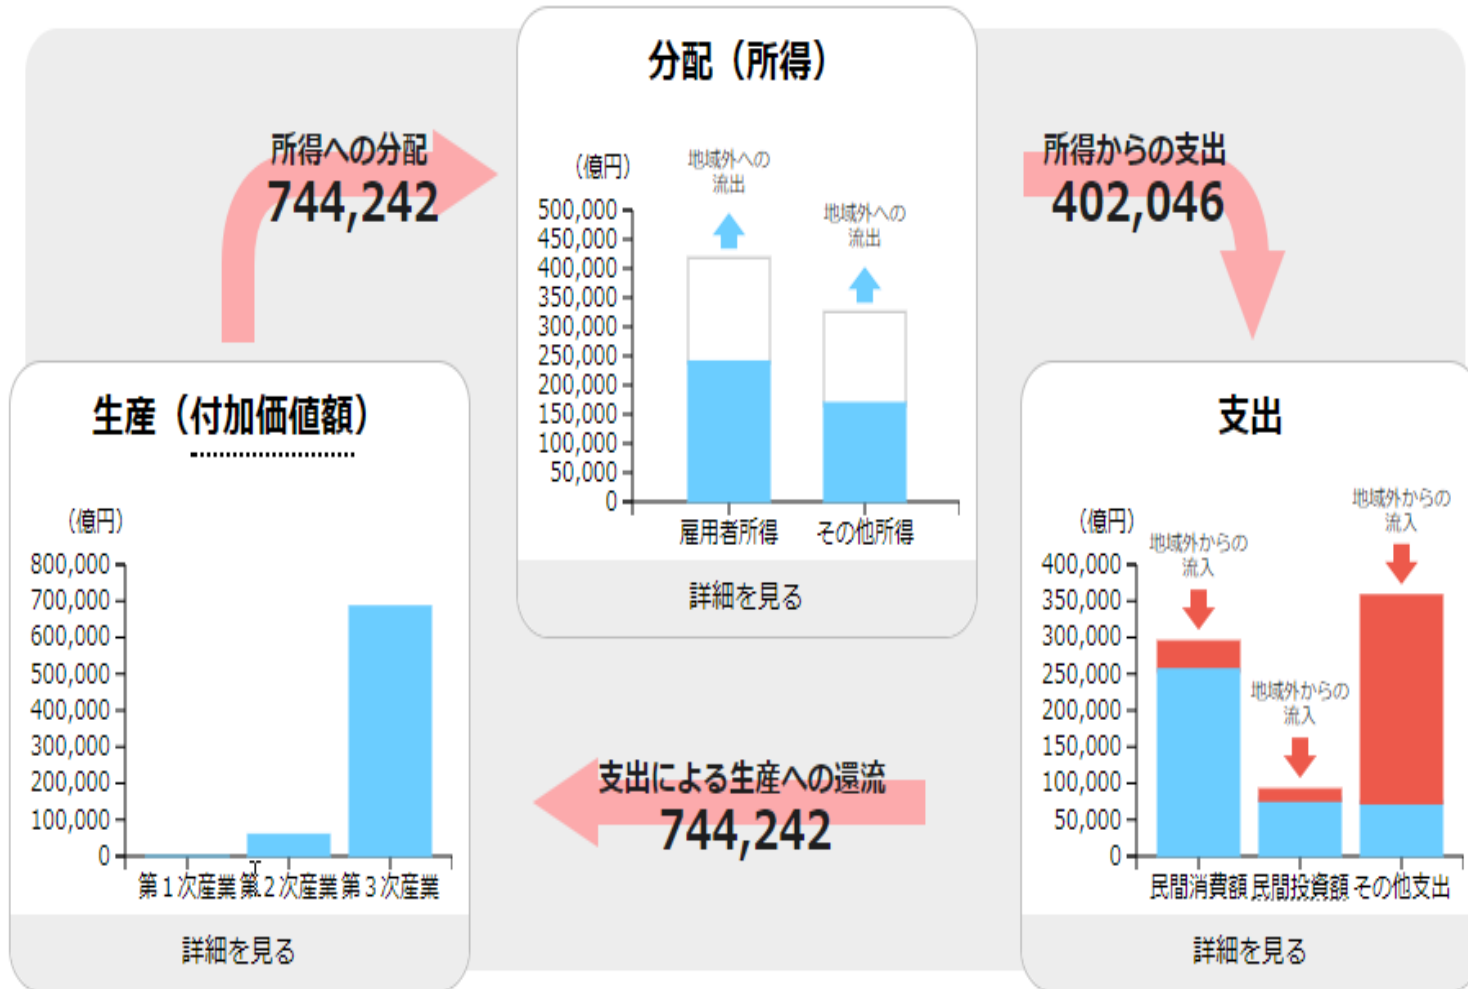 分配（所得）
所得への分配
744,242
所得からの支出
402,046
（億円）
地域外への
流出
地域外への
流出
500,000
450,000
400,000
350,000
300,000
250,000
200,000
150,000
100,000
50,000
0
雇用者所得
その他所得
詳細を見る
生産（付加価値額）
（億円）
800,000
700,000
600,000
500,000
400,000
300,000
200,000
100,000
0
第１次産業
第２次産業
第３次産業
詳細を見る
支出
（億円）
地域外からの
流入
地域外からの
流入
地域外からの
流入
400,000
350,000
300,000
250,000
200,000
150,000
100,000
50,000
0
民間消費額
民間投資額
その他支出
詳細を見る
支出による生産への還流
744,242